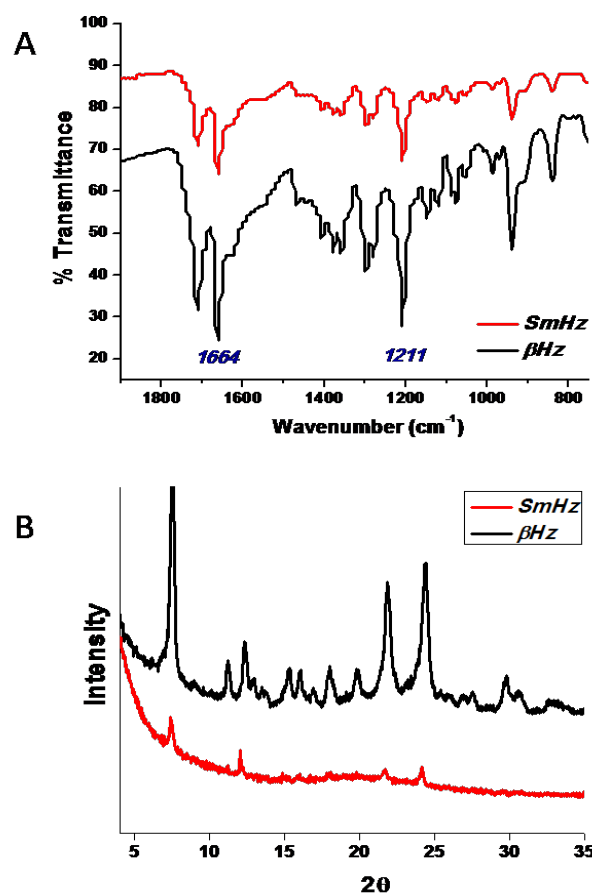 A
100
90
80
70
60
50
40
30
20
% Transmittance
SmHz
βHz
1664
1211
1800 1600 1400 1200 1000 800
Wavenumber (cm⁻¹)
B
SmHz
βHz
Intensity
5 10 15 20 25 30 35
2θ